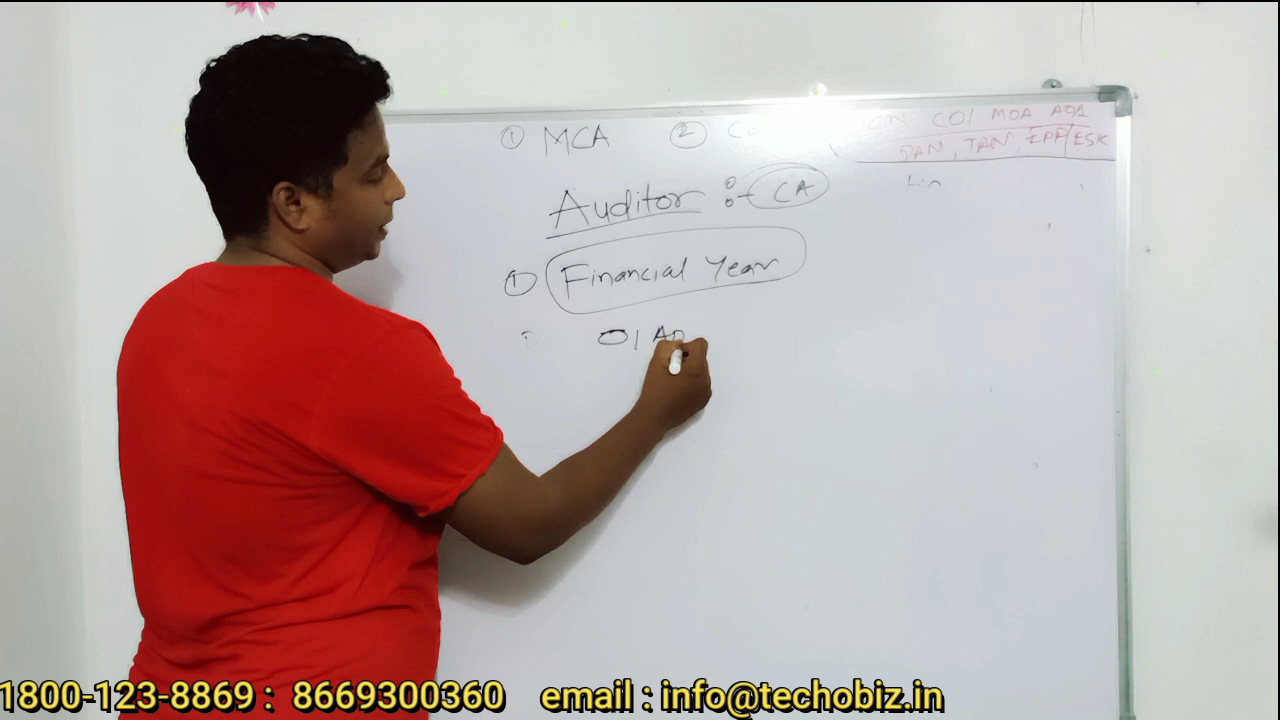 ① MCA ②
COI MOA AOA
PAN, TAN, EPF/ESIC
Auditor :- CA
① Financial Year
01 Ap
1800-123-8869 : 8669300360 email : info@techobiz.in